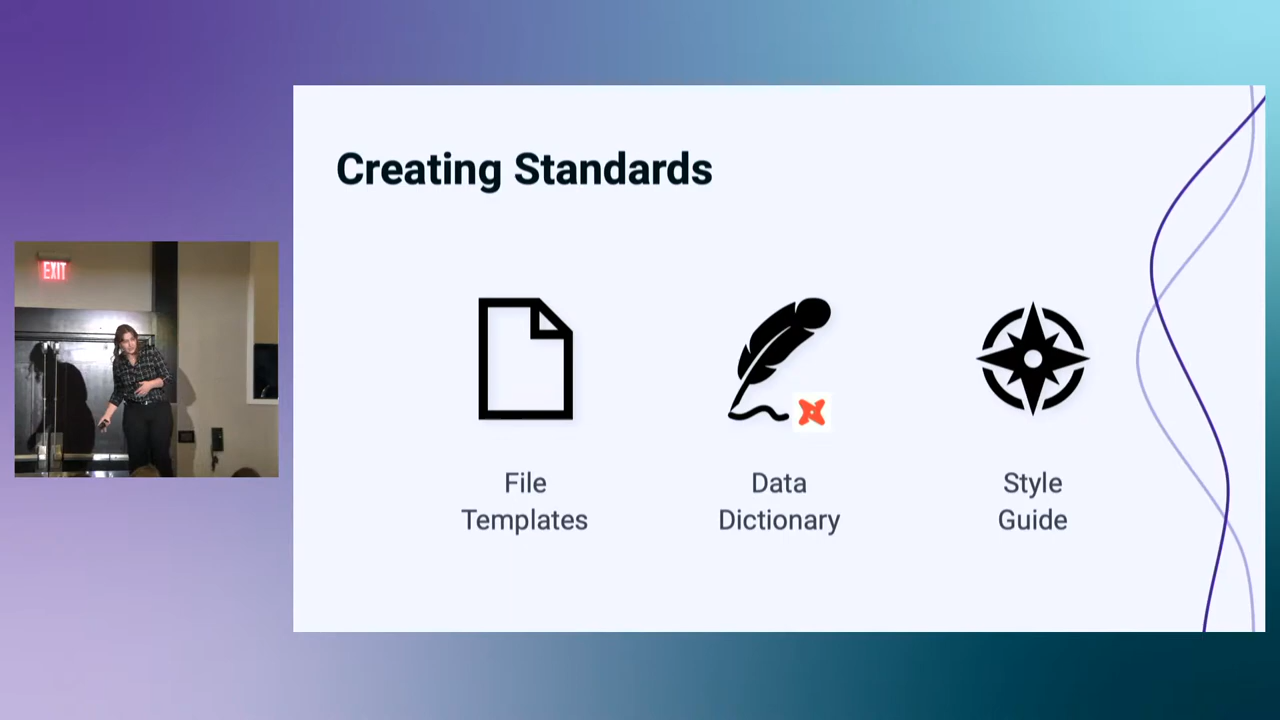 Creating Standards
EXIT
File
Templates
Data
Dictionary
Style
Guide